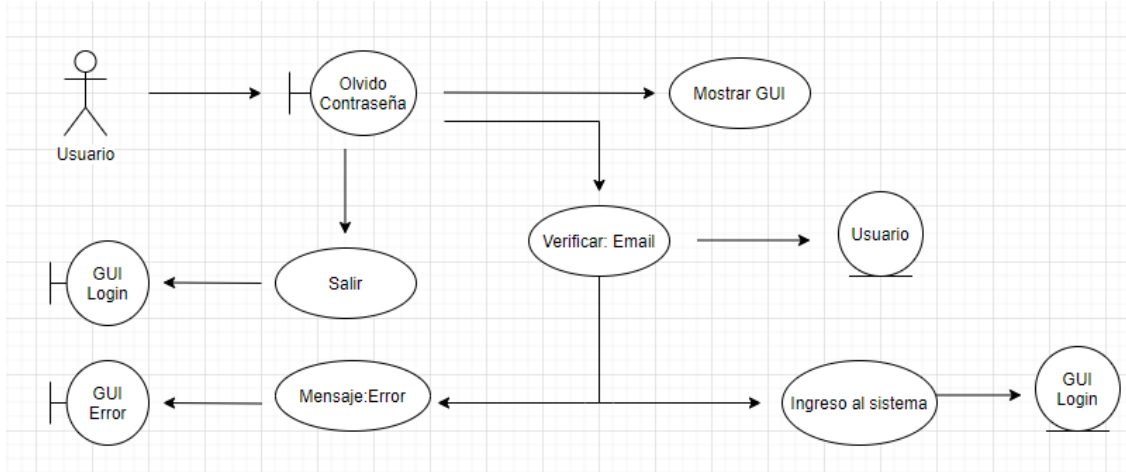 Olvido
Contraseña
Mostrar GUI
Usuario
Verificar: Email
Usuario
GUI
Login
Salir
GUI
Error
Mensaje:Error
Ingreso al sistema
GUI
Login